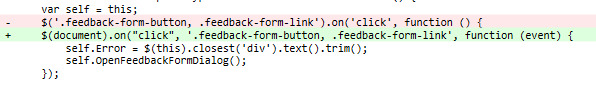 var self = this;
- $('.feedback-form-button, .feedback-form-link').on('click', function () {
+ $(document).on("click", '.feedback-form-button, .feedback-form-link', function (event) {
self.Error = $(this).closest('div').text().trim();
self.OpenFeedbackFormDialog();
});